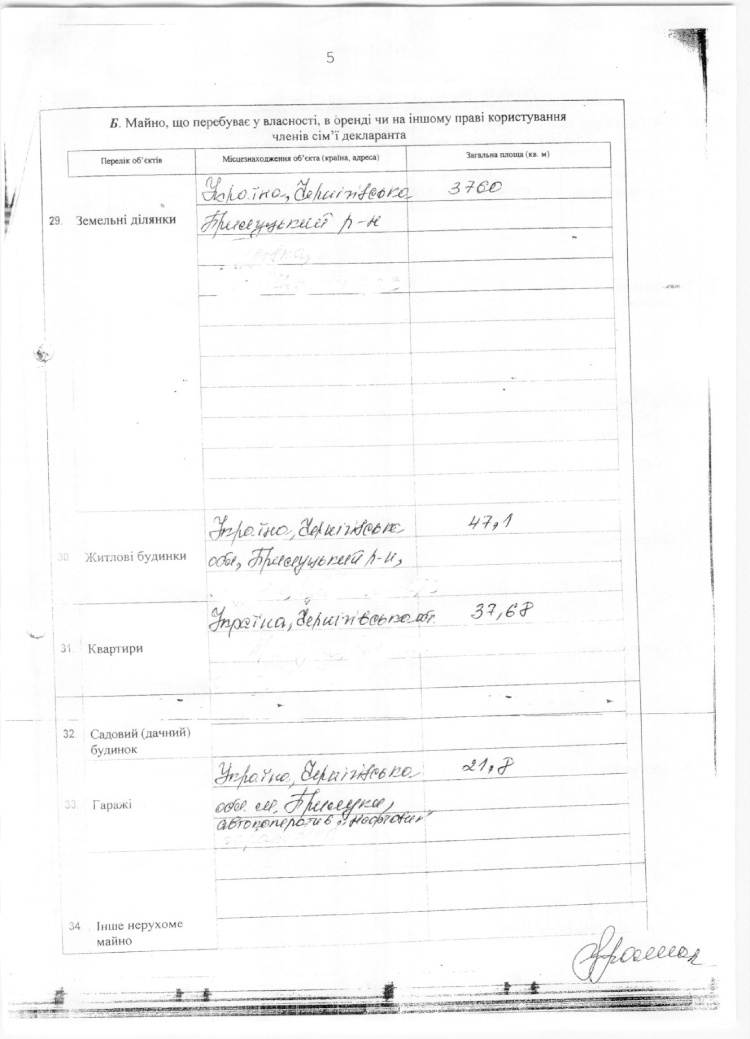 5
Б. Майно, що перебуває у власності, в оренді чи на іншому праві користування
членів сім’ї декларанта
Перелік об’єктів Місцезнаходження об’єкта (країна, адреса) Загальна площа (кв. м)
29. Земельні ділянки Україна, Чернігівська 3760
Прилуцький р-н
30. Житлові будинки Україна, Чернігівська 47,1
обл, Прилуцький р-н,
31. Квартири Україна, Чернігівська обл. 37,68
32. Садовий (дачний)
будинок
33. Гаражі Україна, Чернігівська 21,8
обл. м. Прилуки,
автокооператив „Нафтовик”
34. Інше нерухоме
майно